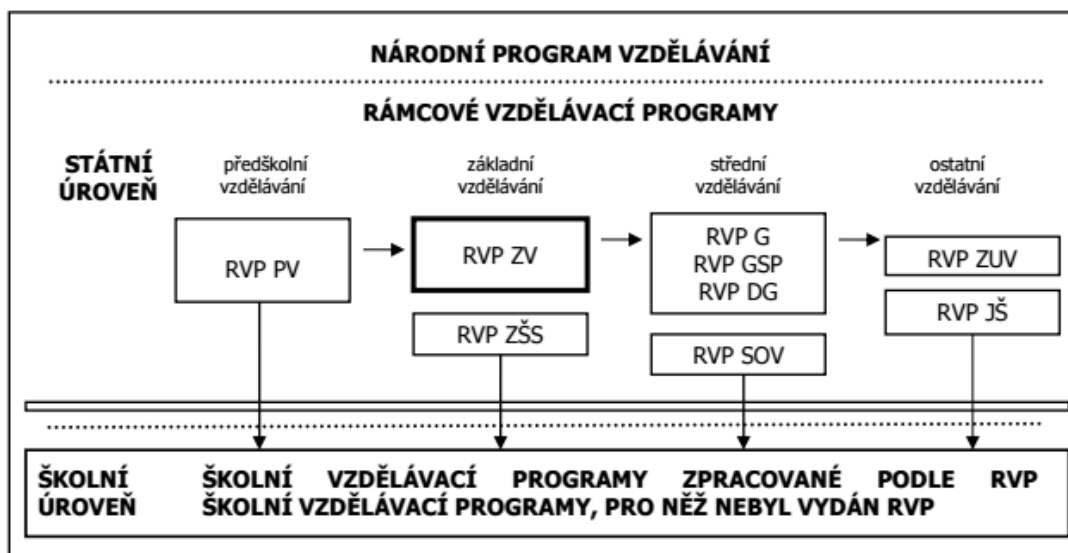 NÁRODNÍ PROGRAM VZDĚLÁVÁNÍ
RÁMCOVÉ VZDĚLÁVACÍ PROGRAMY
STÁTNÍ
ÚROVEŇ
předškolní
vzdělávání
základní
vzdělávání
střední
vzdělávání
ostatní
vzdělávání
RVP PV
RVP ZV
RVP ZŠS
RVP G
RVP GSP
RVP DG
RVP SOV
RVP ZUV
RVP JŠ
ŠKOLNÍ
ÚROVEŇ
ŠKOLNÍ VZDĚLÁVACÍ PROGRAMY ZPRACOVANÉ PODLE RVP
ŠKOLNÍ VZDĚLÁVACÍ PROGRAMY, PRO NĚŽ NEBYL VYDÁN RVP